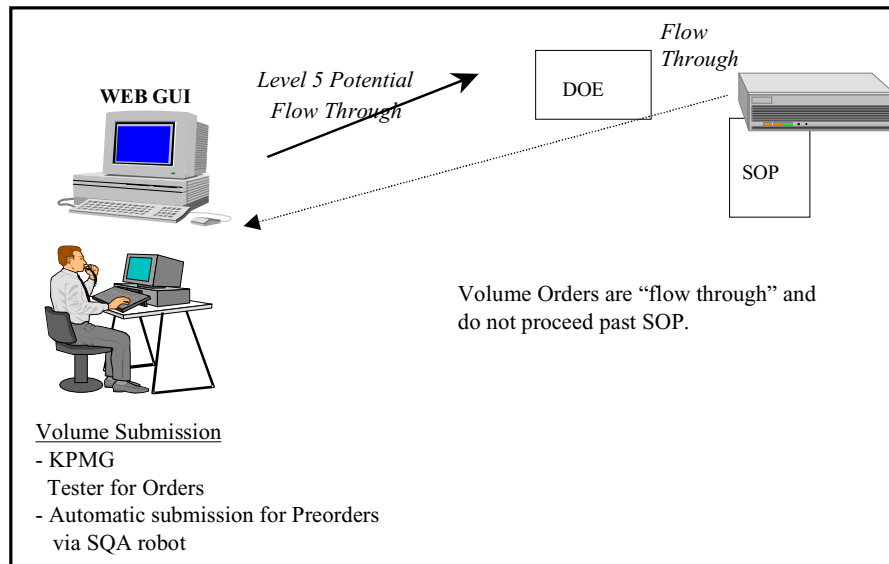 Flow
Through
Level 5 Potential
Flow Through
WEB GUI
DOE
SOP
Volume Orders are “flow through” and
do not proceed past SOP.
Volume Submission
- KPMG
Tester for Orders
- Automatic submission for Preorders
via SQA robot